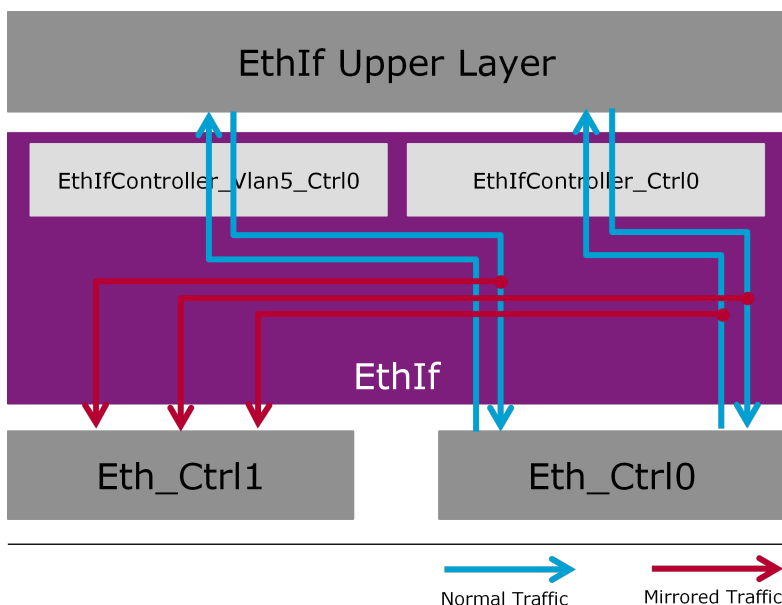 EthIf Upper Layer
EthIfController_Vlan5_Ctrl0
EthIfController_Ctrl0
EthIf
Eth_Ctrl1
Eth_Ctrl0
Normal Traffic
Mirrored Traffic